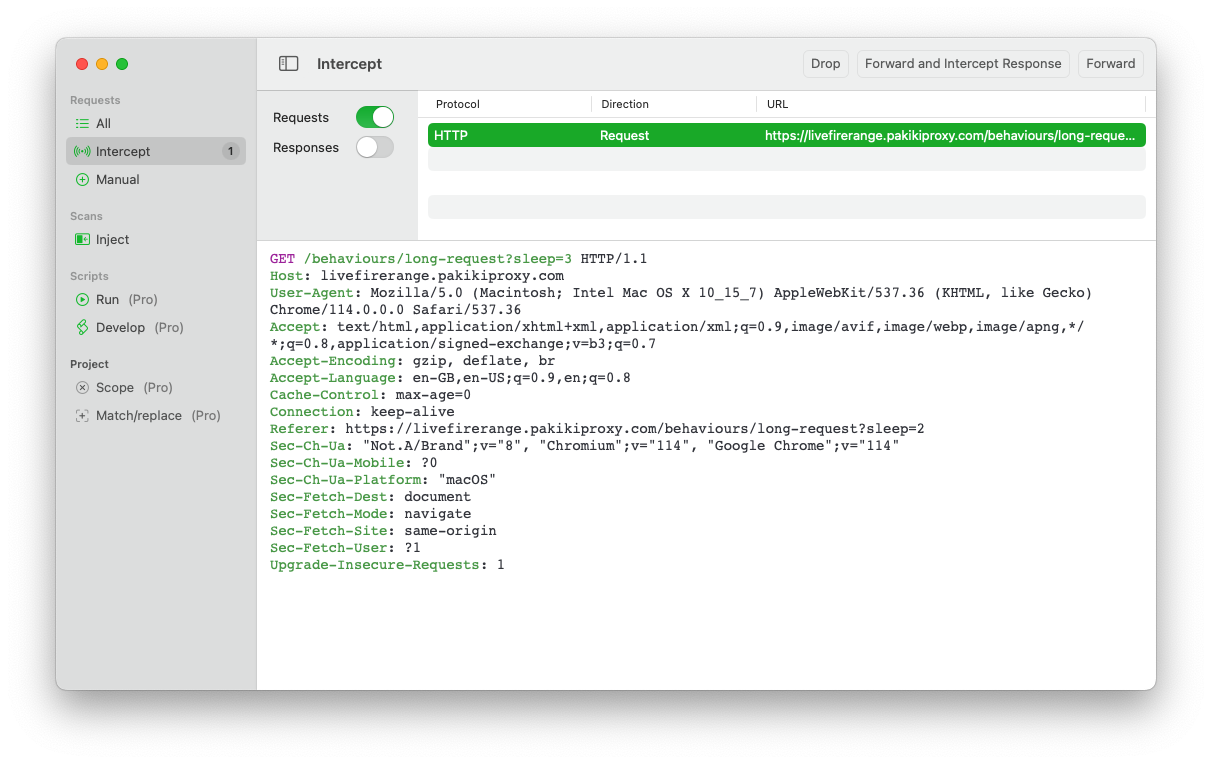 Requests
All
Intercept 1
Manual
Scans
Inject
Scripts
Run (Pro)
Develop (Pro)
Project
Scope (Pro)
Match/replace (Pro)
Intercept
Drop
Forward and Intercept Response
Forward
Requests
Responses
Protocol Direction URL
HTTP Request https://livefirerange.pakikiproxy.com/behaviours/long-reque...
GET /behaviours/long-request?sleep=3 HTTP/1.1
Host: livefirerange.pakikiproxy.com
User-Agent: Mozilla/5.0 (Macintosh; Intel Mac OS X 10_15_7) AppleWebKit/537.36 (KHTML, like Gecko)
Chrome/114.0.0.0 Safari/537.36
Accept: text/html,application/xhtml+xml,application/xml;q=0.9,image/avif,image/webp,image/apng,*/
*;q=0.8,application/signed-exchange;v=b3;q=0.7
Accept-Encoding: gzip, deflate, br
Accept-Language: en-GB,en-US;q=0.9,en;q=0.8
Cache-Control: max-age=0
Connection: keep-alive
Referer: https://livefirerange.pakikiproxy.com/behaviours/long-request?sleep=2
Sec-Ch-Ua: "Not.A/Brand";v="8", "Chromium";v="114", "Google Chrome";v="114"
Sec-Ch-Ua-Mobile: ?0
Sec-Ch-Ua-Platform: "macOS"
Sec-Fetch-Dest: document
Sec-Fetch-Mode: navigate
Sec-Fetch-Site: same-origin
Sec-Fetch-User: ?1
Upgrade-Insecure-Requests: 1